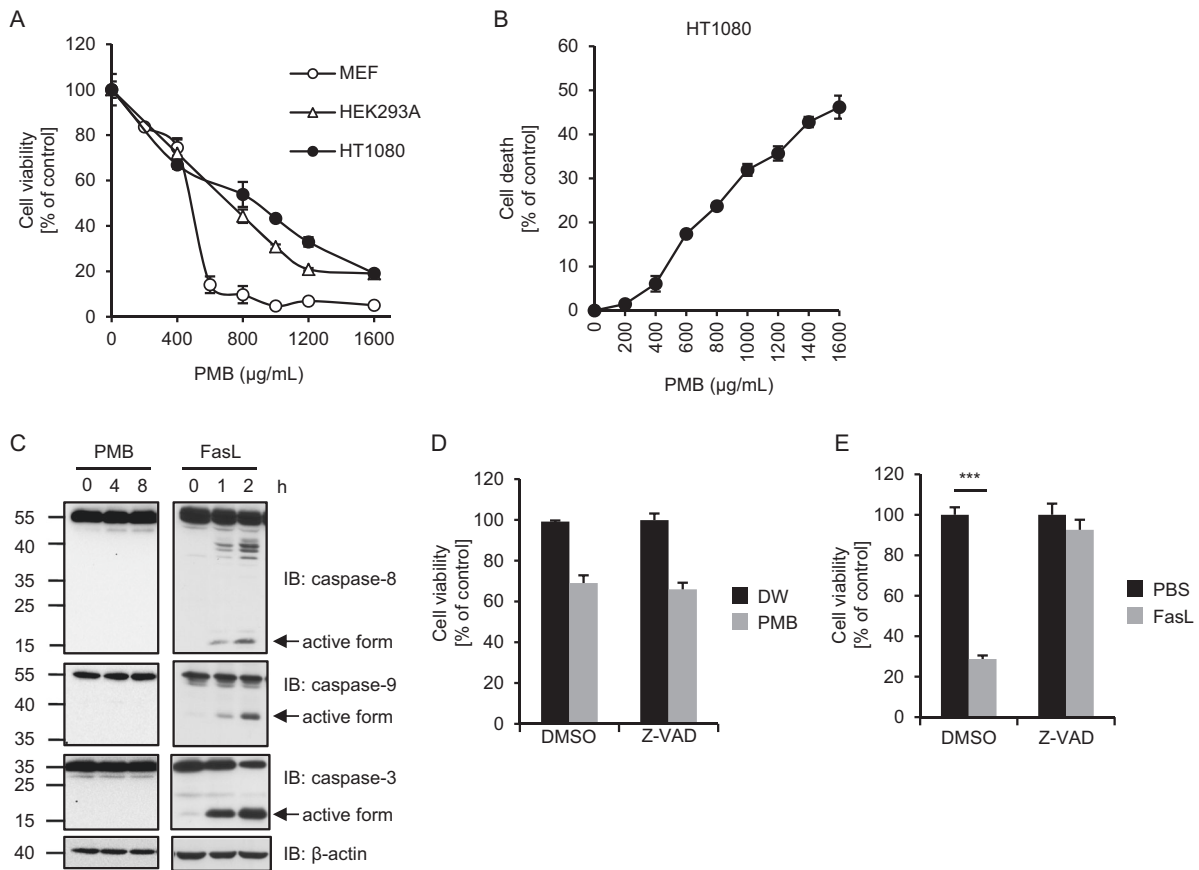 A
120
100
80
60
40
20
0
Cell viability
[% of control]
0 400 800 1200 1600
PMB (µg/mL)
MEF
HEK293A
HT1080
B
HT1080
60
50
40
30
20
10
0
Cell death
[% of control]
0 200 400 600 800 1000 1200 1400 1600
PMB (µg/mL)
C
PMB FasL
0 4 8 0 1 2 h
55
40
35
25
15
IB: caspase-8
active form
55
40
35
IB: caspase-9
active form
35
25
15
IB: caspase-3
active form
40
IB: β-actin
D
120
100
80
60
40
20
0
Cell viability
[% of control]
DMSO Z-VAD
DW
PMB
E
***
120
100
80
60
40
20
0
Cell viability
[% of control]
DMSO Z-VAD
PBS
FasL